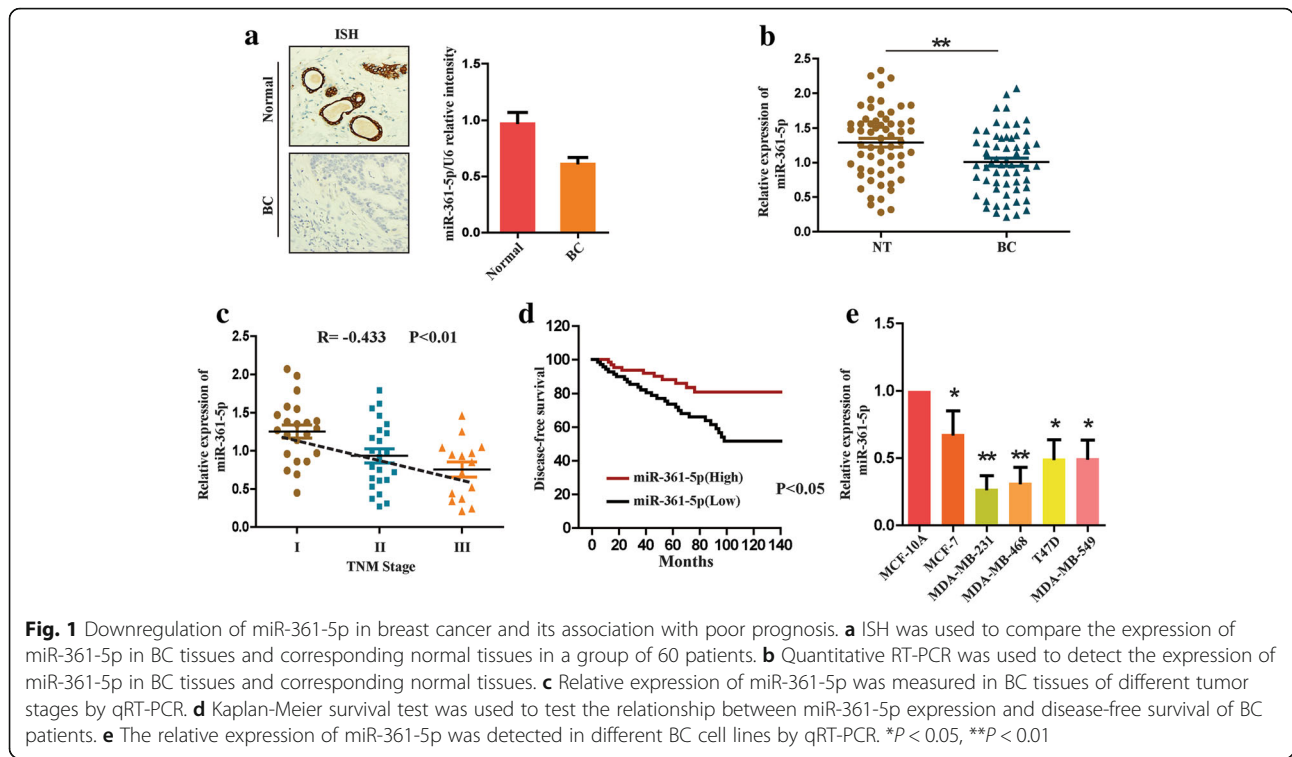 a
ISH
Normal
BC
miR-361-5p/U6 relative intensity
1.5
1.0
0.5
0.0
Normal
BC
b
**
Relative expression of
miR-361-5p
2.5
2.0
1.5
1.0
0.5
0.0
NT
BC
c
R= -0.433 P<0.01
Relative expression of
miR-361-5p
2.5
2.0
1.5
1.0
0.5
0.0
I
II
III
TNM Stage
d
Disease-free survival
120
100
80
60
40
20
0
miR-361-5p(High)
miR-361-5p(Low)
P<0.05
0 20 40 60 80 100 120 140
Months
e
Relative expression of
miR-361-5p
1.5
1.0
0.5
0.0
*
**
**
*
*
MCF-10A
MCF-7
MDA-MB-231
MDA-MB-468
T47D
MDA-MB-549
Fig. 1 Downregulation of miR-361-5p in breast cancer and its association with poor prognosis. a ISH was used to compare the expression of
miR-361-5p in BC tissues and corresponding normal tissues in a group of 60 patients. b Quantitative RT-PCR was used to detect the expression of
miR-361-5p in BC tissues and corresponding normal tissues. c Relative expression of miR-361-5p was measured in BC tissues of different tumor
stages by qRT-PCR. d Kaplan-Meier survival test was used to test the relationship between miR-361-5p expression and disease-free survival of BC
patients. e The relative expression of miR-361-5p was detected in different BC cell lines by qRT-PCR. *P < 0.05, **P < 0.01